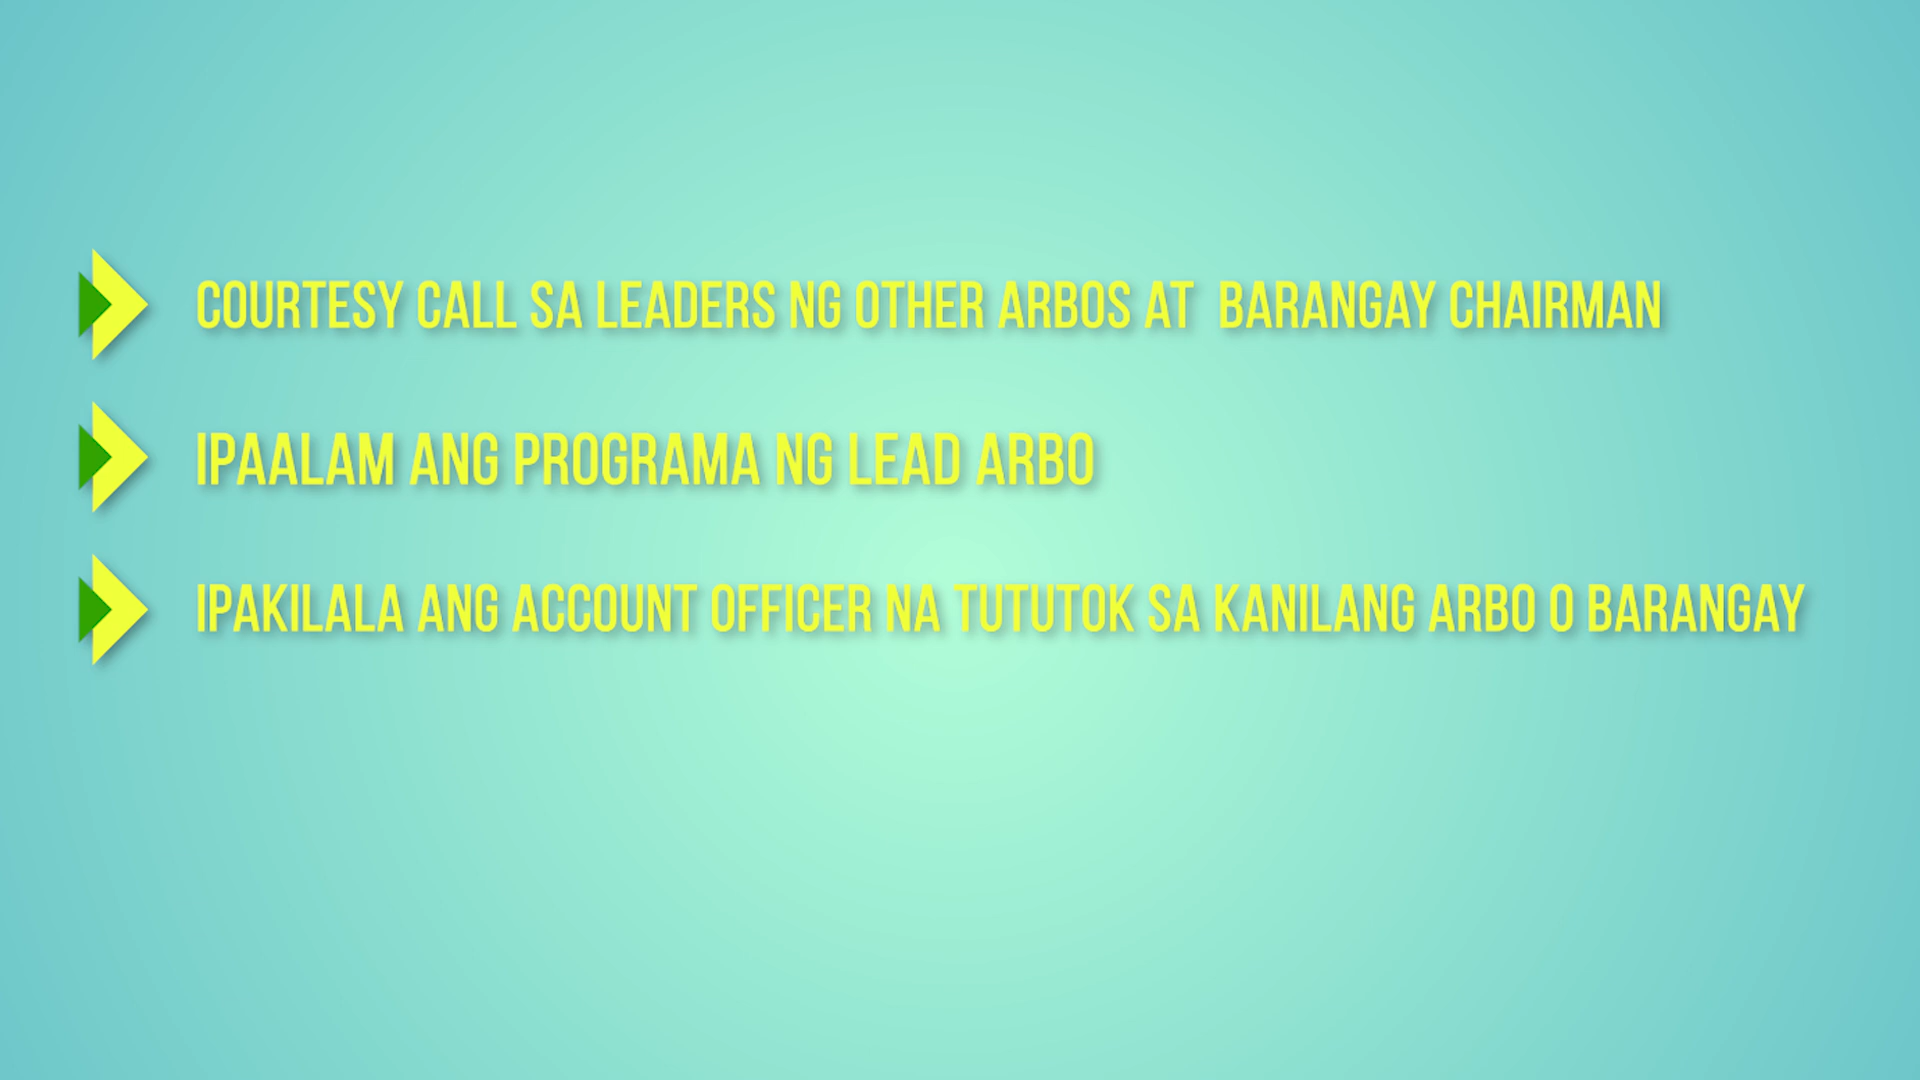 COURTESY CALL SA LEADERS NG OTHER ARBOS AT BARANGAY CHAIRMAN
IPAALAM ANG PROGRAMA NG LEAD ARBO
IPAKILALA ANG ACCOUNT OFFICER NA TUTUTOK SA KANILANG ARBO O BARANGAY